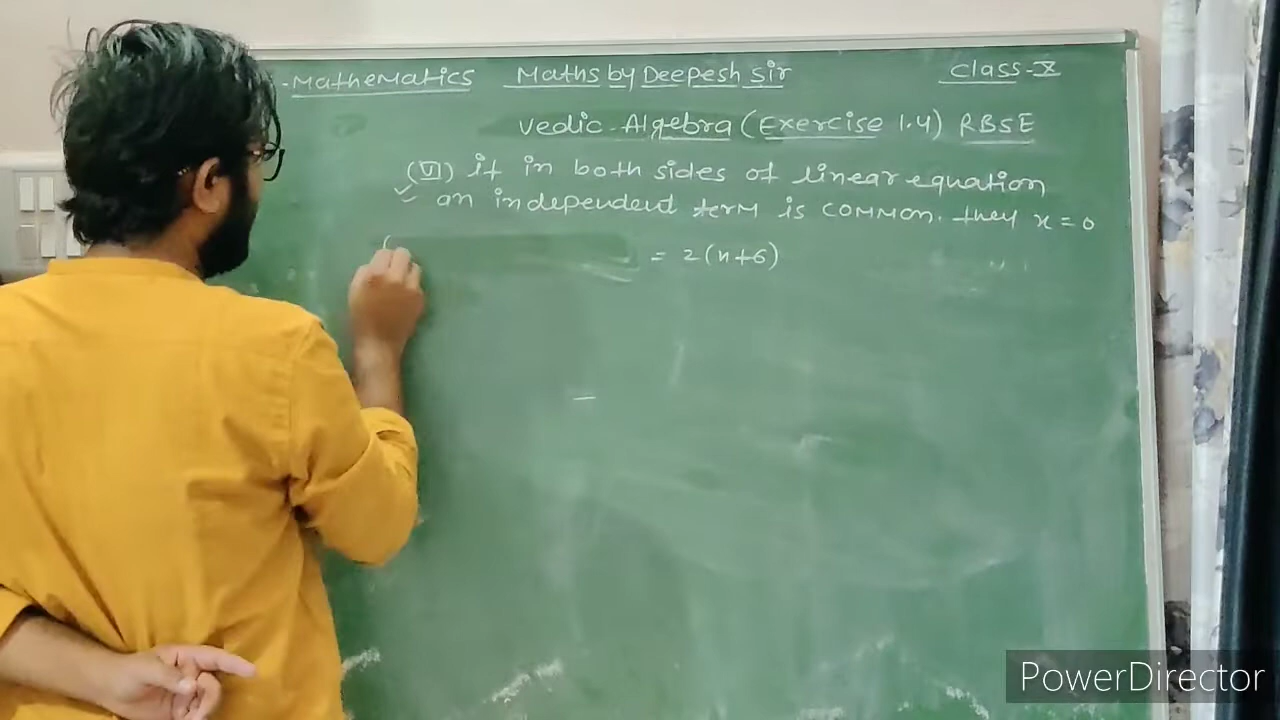 -Mathematics Maths by Deepesh Sir Class-X
Vedic-Algebra (Exercise 1.4) RBSE
(VI) if in both sides of linear equation
an independend term is common. they x = 0
( = 2(x+6)
PowerDirector